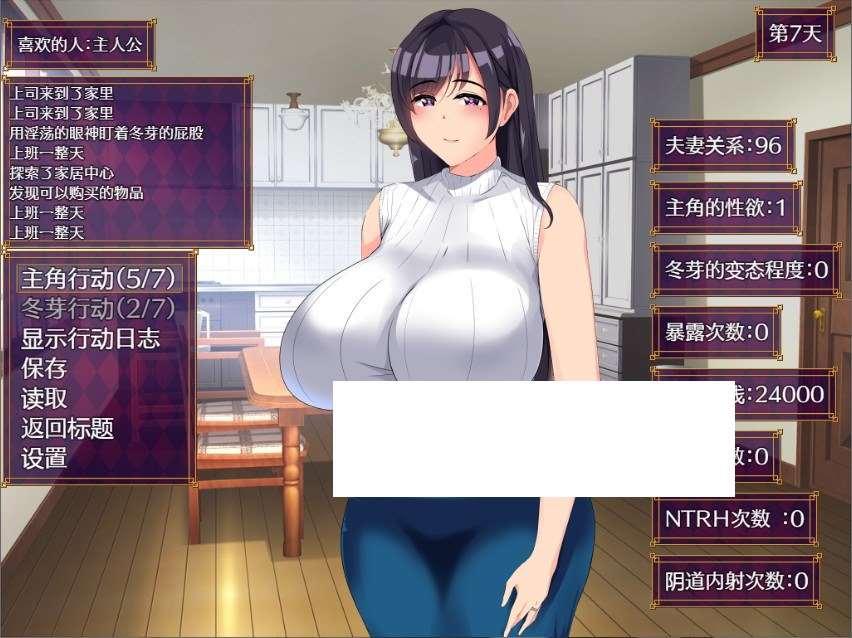 喜欢的人:主人公
第7天
上司来到了家里
上司来到了家里
用淫荡的眼神盯着冬芽的屁股
上班一整天
探索了家居中心
发现可以购买的物品
上班一整天
上班一整天
主角行动(5/7)
冬芽行动(2/7)
显示行动日志
保存
读取
返回标题
设置
夫妻关系:96
主角的性欲:1
冬芽的变态程度:0
暴露次数:0
:24000
数:0
NTRH次数 :0
阴道内射次数:0